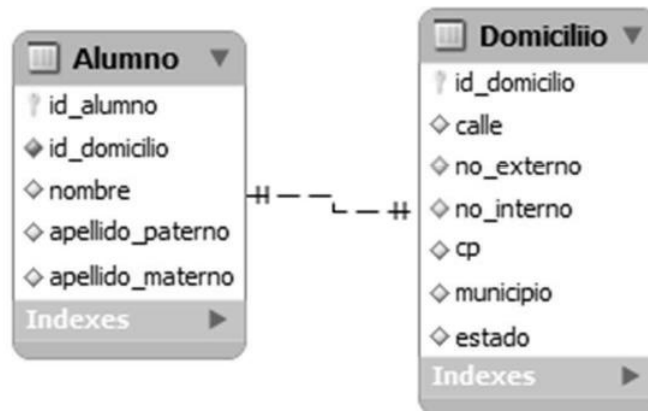 Alumno
id_alumno
id_domicilio
nombre
apellido_paterno
apellido_materno
Indexes
Domiciliio
id_domicilio
calle
no_externo
no_interno
cp
municipio
estado
Indexes